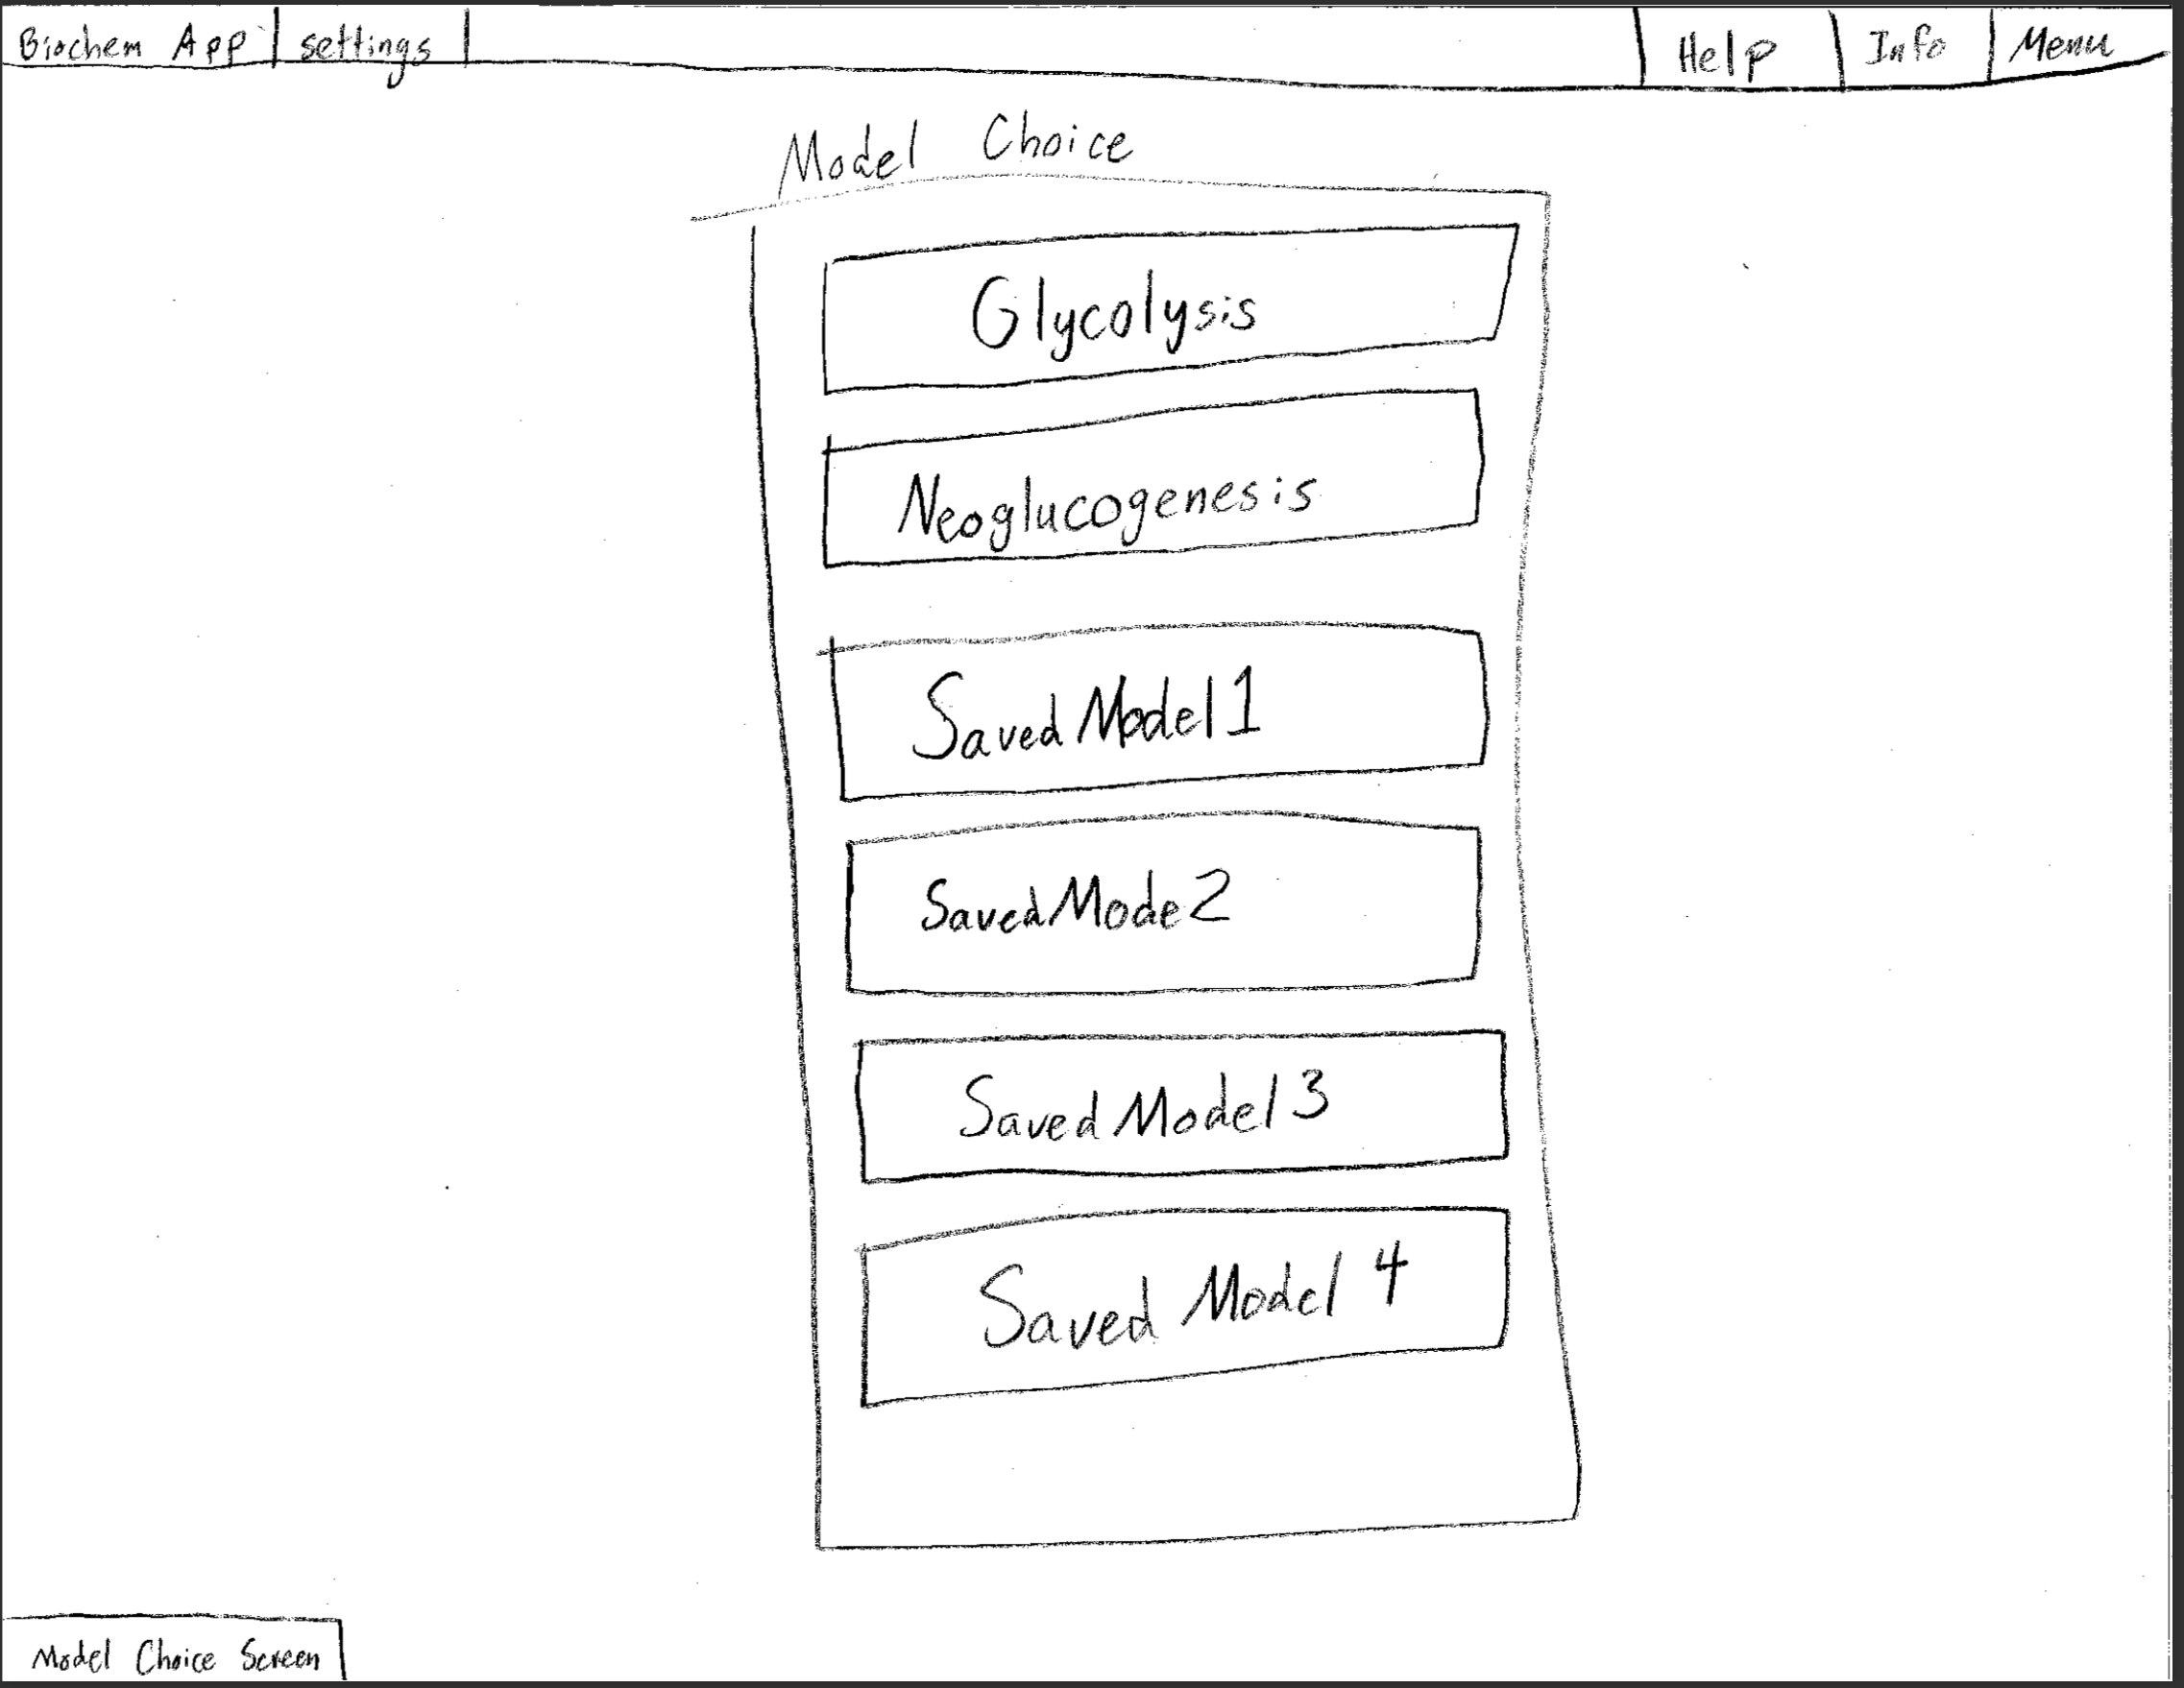 Biochem App settings Help Info Menu
Model Choice
Glycolysis
Neoglucogenesis
Saved Model 1
Saved Mode 2
Saved Model 3
Saved Model 4
Model Choice Screen